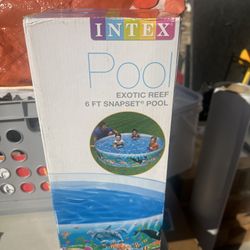 INTEX
Pool
EXOTIC REEF
6 FT SNAPSET® POOL